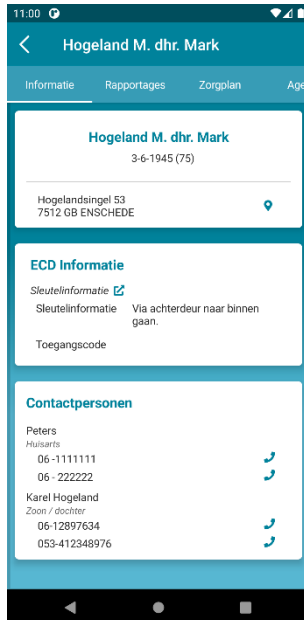 11:00
Hogeland M. dhr. Mark
Informatie Rapportages Zorgplan Age
Hogeland M. dhr. Mark
3-6-1945 (75)
Hogelandsingel 53
7512 GB ENSCHEDE
ECD Informatie
Sleutelinformatie
Sleutelinformatie Via achterdeur naar binnen
gaan.
Toegangscode
Contactpersonen
Peters
Huisarts
06 -1111111
06 - 222222
Karel Hogeland
Zoon / dochter
06-12897634
053-412348976